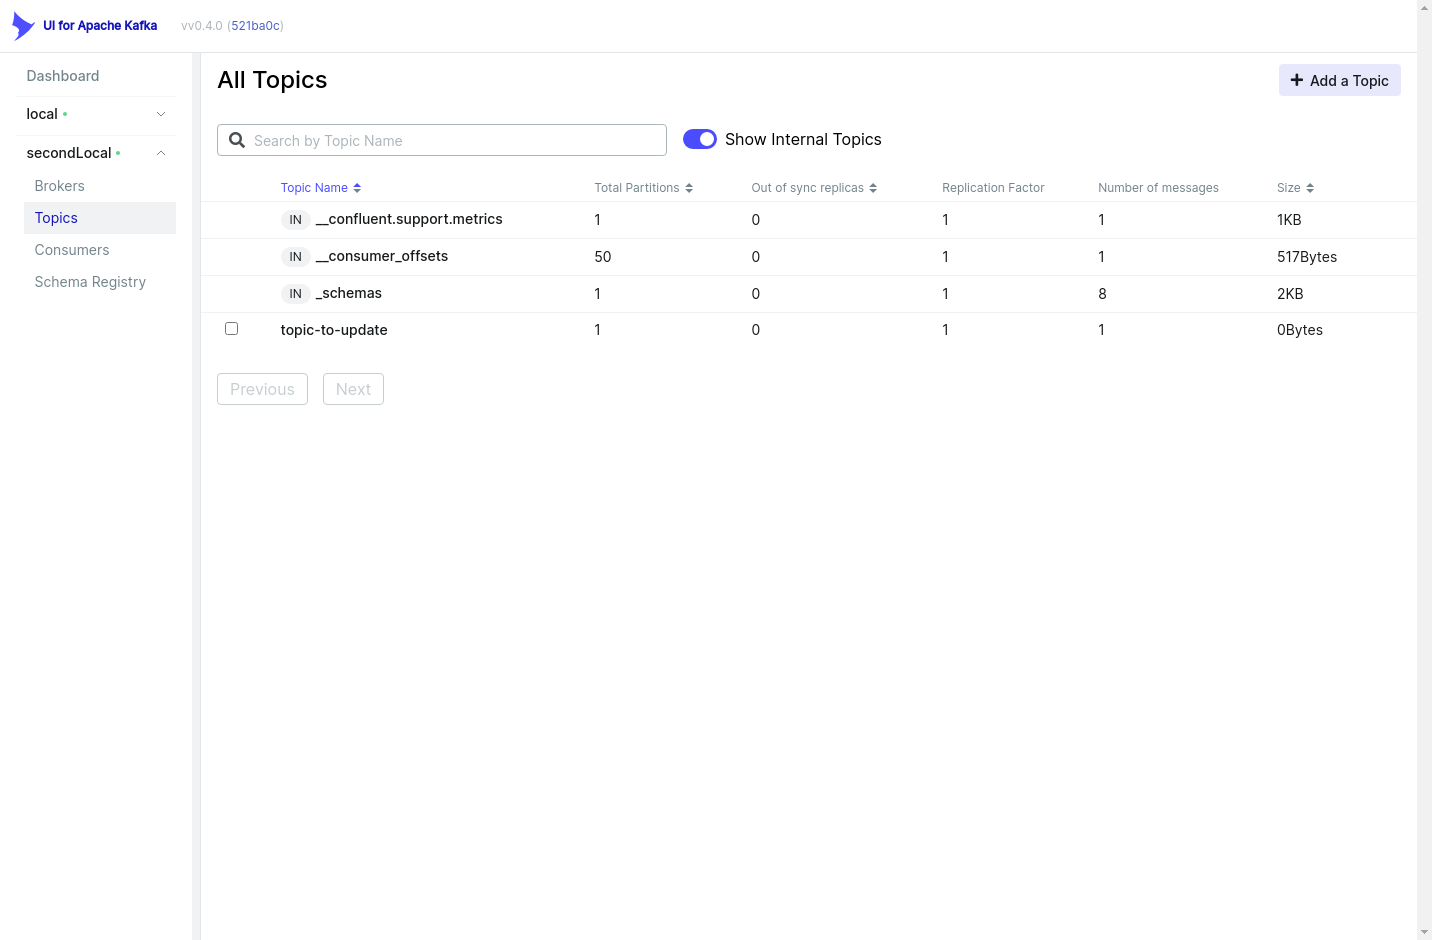 UI for Apache Kafka vv0.4.0 (521ba0c)
Dashboard
local
secondLocal
Brokers
Topics
Consumers
Schema Registry
All Topics
Add a Topic
Search by Topic Name
Show Internal Topics
Topic Name Total Partitions Out of sync replicas Replication Factor Number of messages Size
IN __confluent.support.metrics 1 0 1 1 1KB
IN __consumer_offsets 50 0 1 1 517Bytes
IN _schemas 1 0 1 8 2KB
topic-to-update 1 0 1 1 0Bytes
Previous Next